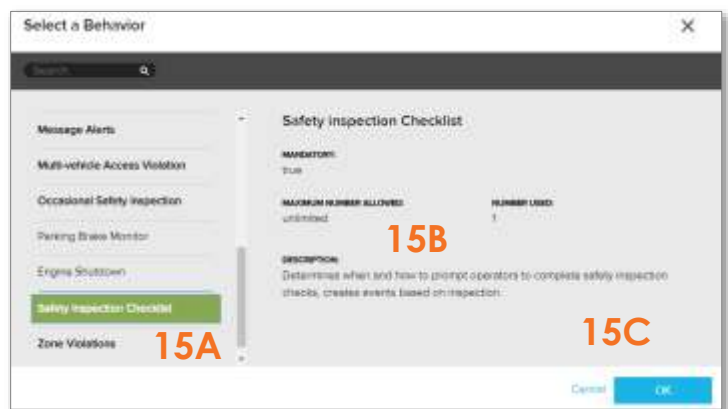 Select a Behavior
Search
Message Alerts
Multi-vehicle Access Violation
Occasional Safety Inspection
Parking Brake Monitor
Engine Shutdown
Safety Inspection Checklist
Zone Violations
15A
Safety inspection Checklist
MANDATORY:
true
MAXIMUM NUMBER ALLOWED: NUMBER USED:
unlimited 1
15B
DESCRIPTION:
Determines when and how to prompt operators to complete safety inspection
checks, creates events based on inspection.
15C
Cancel OK